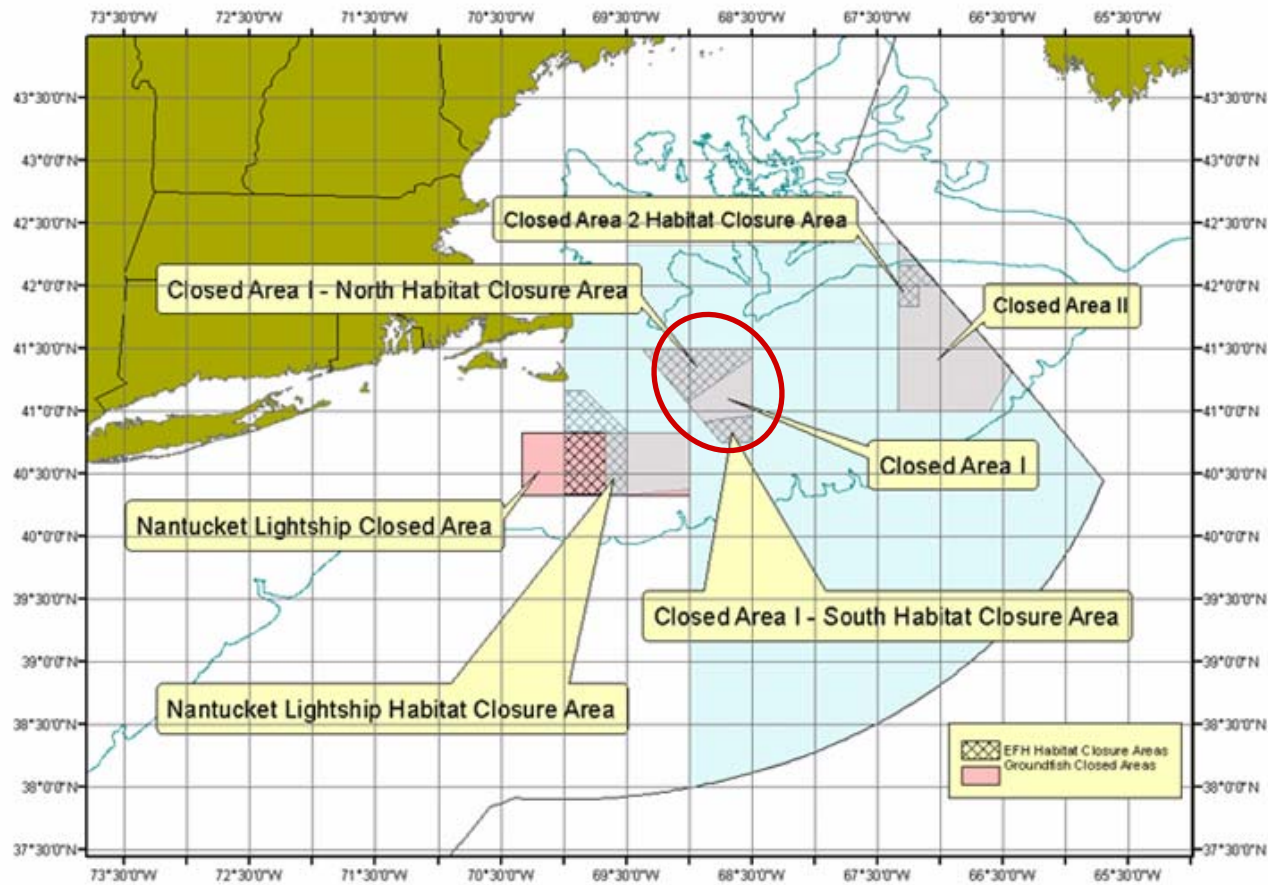 73°30'0"W 72°30'0"W 71°30'0"W 70°30'0"W 69°30'0"W 68°30'0"W 67°30'0"W 66°30'0"W 65°30'0"W
43°30'0"N 43°30'0"N
43°0'0"N 43°0'0"N
42°30'0"N 42°30'0"N
Closed Area 2 Habitat Closure Area
42°0'0"N 42°0'0"N
Closed Area I - North Habitat Closure Area
Closed Area II
41°30'0"N 41°30'0"N
41°0'0"N 41°0'0"N
Closed Area I
40°30'0"N 40°30'0"N
Nantucket Lightship Closed Area
40°0'0"N 40°0'0"N
39°30'0"N 39°30'0"N
Closed Area I - South Habitat Closure Area
39°0'0"N 39°0'0"N
Nantucket Lightship Habitat Closure Area
38°30'0"N 38°30'0"N
EFH Habitat Closure Areas
Groundfish Closed Areas
38°0'0"N 38°0'0"N
37°30'0"N 37°30'0"N
73°30'0"W 72°30'0"W 71°30'0"W 70°30'0"W 69°30'0"W 68°30'0"W 67°30'0"W 66°30'0"W 65°30'0"W